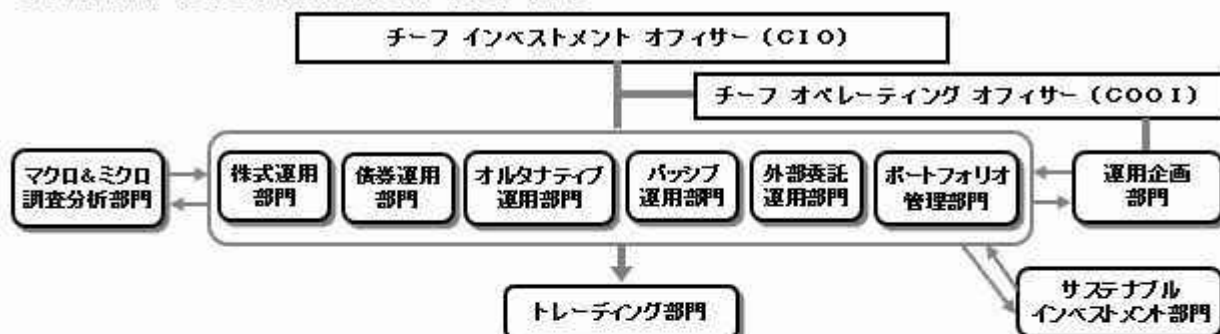 チーフ インベストメント オフィサー (CIO)
チーフ オペレーティング オフィサー (COOI)
マクロ&ミクロ
調査分析部門
株式運用
部門
債券運用
部門
オルタナティブ
運用部門
パッシブ
運用部門
外部委託
運用部門
ポートフォリオ
管理部門
運用企画
部門
トレーディング部門
サステナブル
インベストメント部門